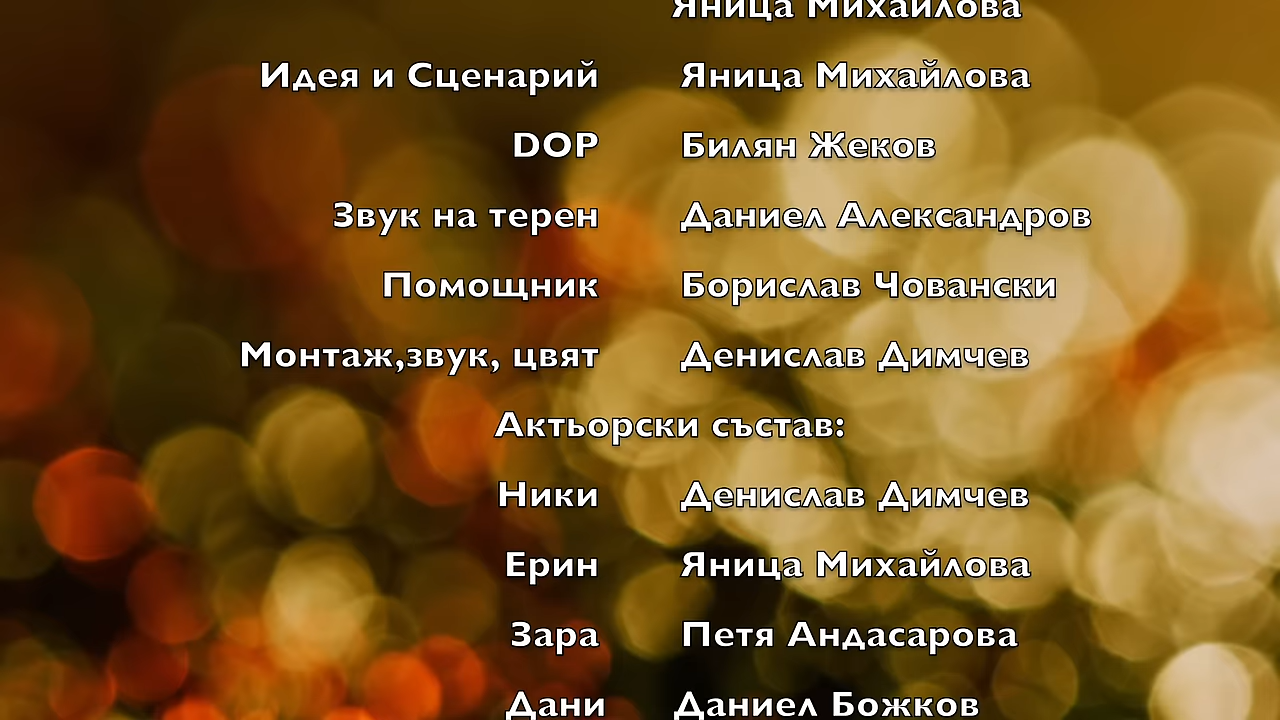 Яница Михайлова
Идея и Сценарий Яница Михайлова
DOP Билян Жеков
Звук на терен Даниел Александров
Помощник Борислав Човански
Монтаж,звук, цвят Денислав Димчев
Актьорски състав:
Ники Денислав Димчев
Ерин Яница Михайлова
Зара Петя Андасарова
Дани Даниел Божков